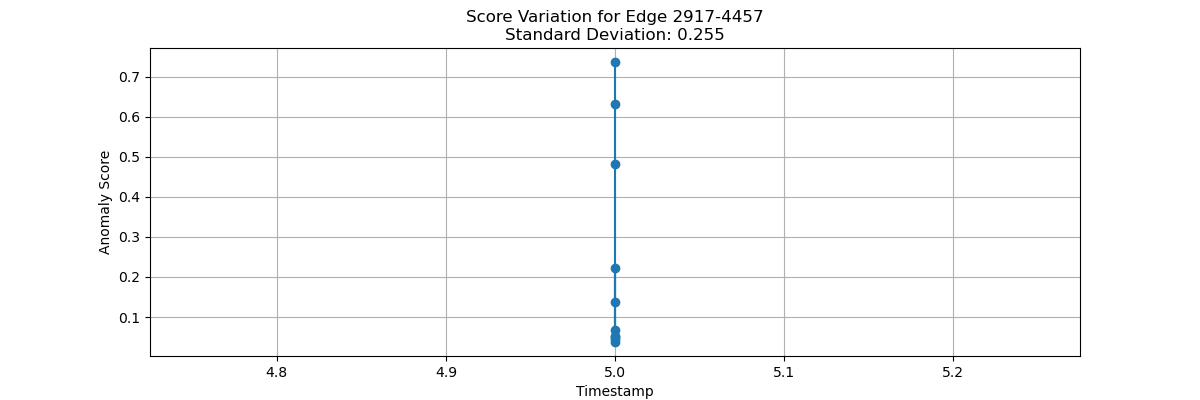 Score Variation for Edge 2917-4457
Standard Deviation: 0.255
Anomaly Score
0.7
0.6
0.5
0.4
0.3
0.2
0.1
4.8 4.9 5.0 5.1 5.2
Timestamp